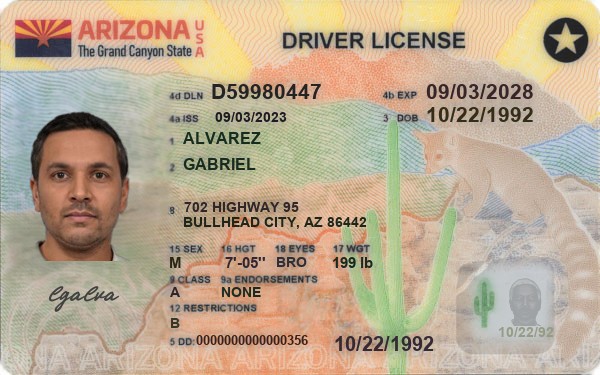 ARIZONA USA DRIVER LICENSE
The Grand Canyon State
4d DLN D59980447 4b EXP 09/03/2028
4a ISS 09/03/2023 3 DOB 10/22/1992
1 ALVAREZ
2 GABRIEL
8 702 HIGHWAY 95
BULLHEAD CITY, AZ 86442
15 SEX 16 HGT 18 EYES 17 WGT
M 7'-05" BRO 199 lb
9 CLASS 9a ENDORSEMENTS
A NONE
12 RESTRICTIONS
B
5 DD: 0000000000000356 10/22/1992
lgalva
10/22/92
ARIZONA ARIZONA ARIZONA